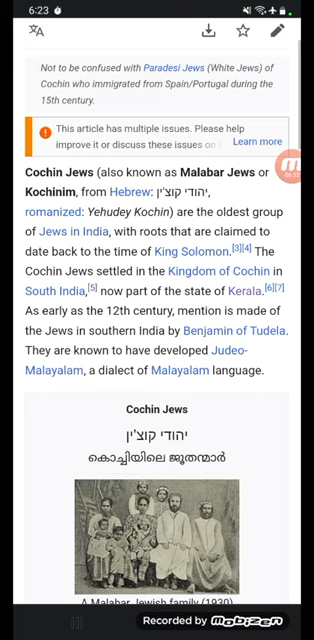 6:23
Not to be confused with Paradesi Jews (White Jews) of
Cochin who immigrated from Spain/Portugal during the
15th century.
This article has multiple issues. Please help
improve it or discuss these issues on
Learn more
Cochin Jews (also known as Malabar Jews or
Kochinim, from Hebrew: יהודי קוצ'ין,
romanized: Yehudey Kochin) are the oldest group
of Jews in India, with roots that are claimed to
date back to the time of King Solomon.[3][4] The
Cochin Jews settled in the Kingdom of Cochin in
South India,[5] now part of the state of Kerala.[6][7]
As early as the 12th century, mention is made of
the Jews in southern India by Benjamin of Tudela.
They are known to have developed Judeo-
Malayalam, a dialect of Malayalam language.
Cochin Jews
יהודי קוצ'ין
കൊച്ചിയിലെ ജൂതന്മാർ
A Malabar Jewish family (1930)
Recorded by mobizen